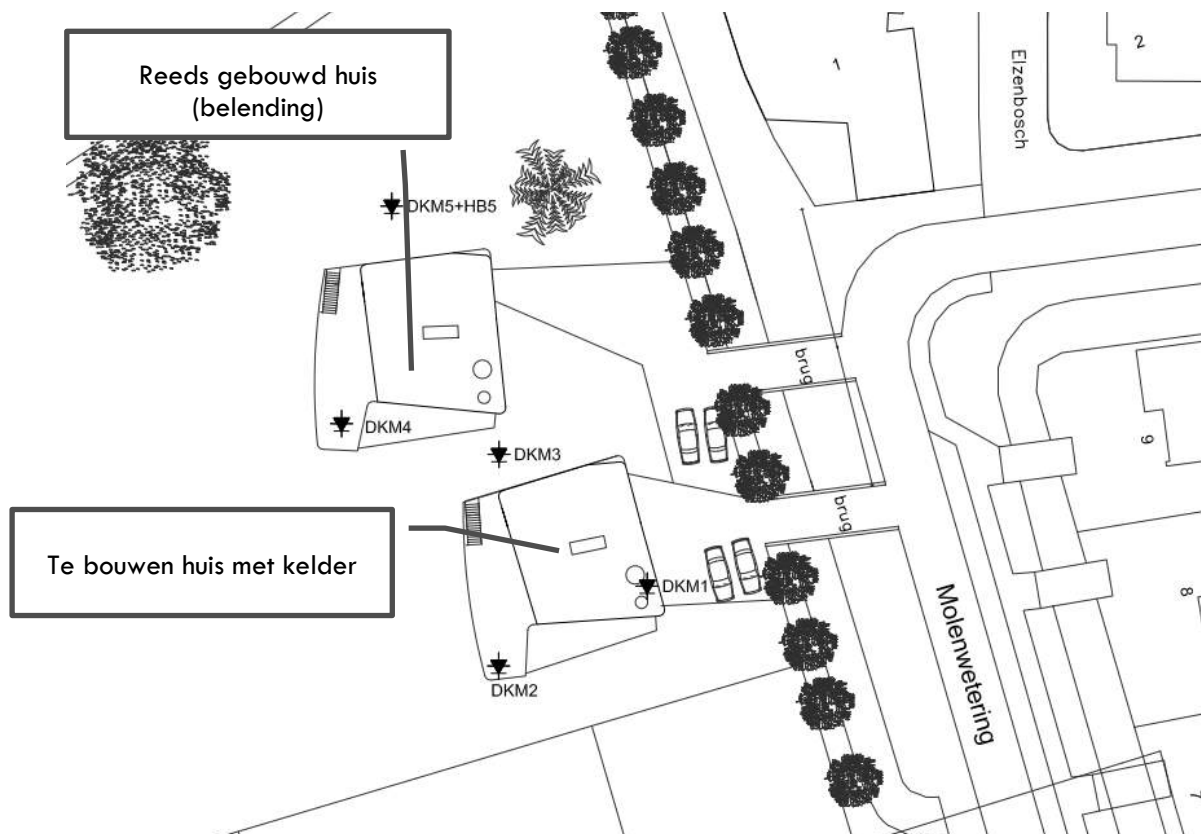 Reeds gebouwd huis
(belending)
1
Elzenbosch
2
DKM5+HB5
brug
DKM4
DKM3
9
brug
Te bouwen huis met kelder
DKM1
8
Molenwetering
DKM2
7